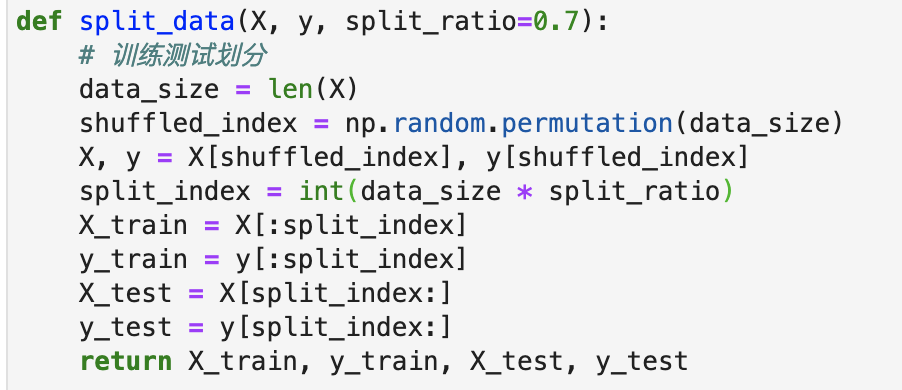 def split_data(X, y, split_ratio=0.7):
    # 训练测试划分
    data_size = len(X)
    shuffled_index = np.random.permutation(data_size)
    X, y = X[shuffled_index], y[shuffled_index]
    split_index = int(data_size * split_ratio)
    X_train = X[:split_index]
    y_train = y[:split_index]
    X_test = X[split_index:]
    y_test = y[split_index:]
    return X_train, y_train, X_test, y_test